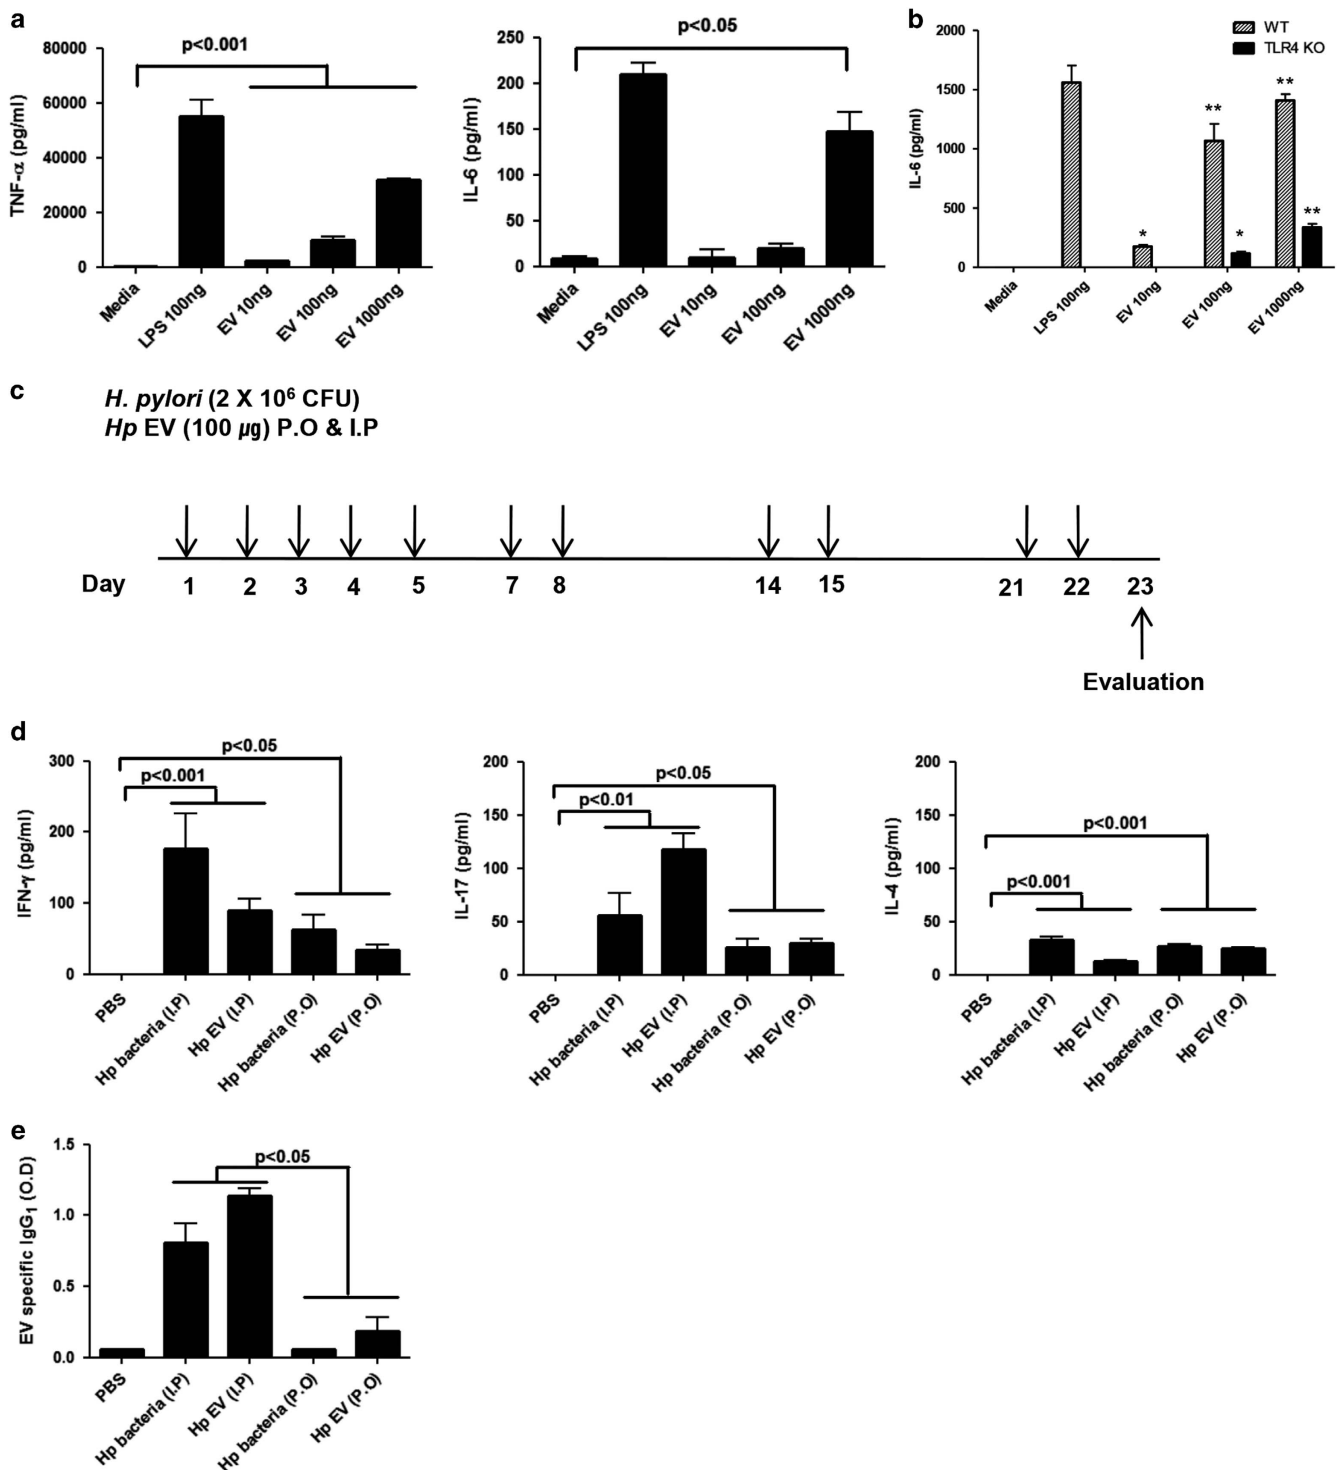 a
p<0.001
TNF-α (pg/ml)
80000
60000
40000
20000
0
Media
LPS 100ng
EV 10ng
EV 100ng
EV 1000ng
p<0.05
IL-6 (pg/ml)
250
200
150
100
50
0
Media
LPS 100ng
EV 10ng
EV 100ng
EV 1000ng
b
WT
TLR4 KO
IL-6 (pg/ml)
2000
1500
1000
500
0
*
**
*
**
**
Media
LPS 100ng
EV 10ng
EV 100ng
EV 1000ng
c
H. pylori (2 X 10⁶ CFU)
Hp EV (100 ㎍) P.O & I.P
Day 1 2 3 4 5 7 8 14 15 21 22 23
Evaluation
d
p<0.05
p<0.001
IFN-γ (pg/ml)
300
200
100
0
PBS
Hp bacteria (I.P)
Hp EV (I.P)
Hp bacteria (P.O)
Hp EV (P.O)
p<0.05
p<0.01
IL-17 (pg/ml)
200
150
100
50
0
PBS
Hp bacteria (I.P)
Hp EV (I.P)
Hp bacteria (P.O)
Hp EV (P.O)
p<0.001
p<0.001
IL-4 (pg/ml)
200
150
100
50
0
PBS
Hp bacteria (I.P)
Hp EV (I.P)
Hp bacteria (P.O)
Hp EV (P.O)
e
p<0.05
EV specific IgG₁ (O.D)
1.5
1.0
0.5
0.0
PBS
Hp bacteria (I.P)
Hp EV (I.P)
Hp bacteria (P.O)
Hp EV (P.O)